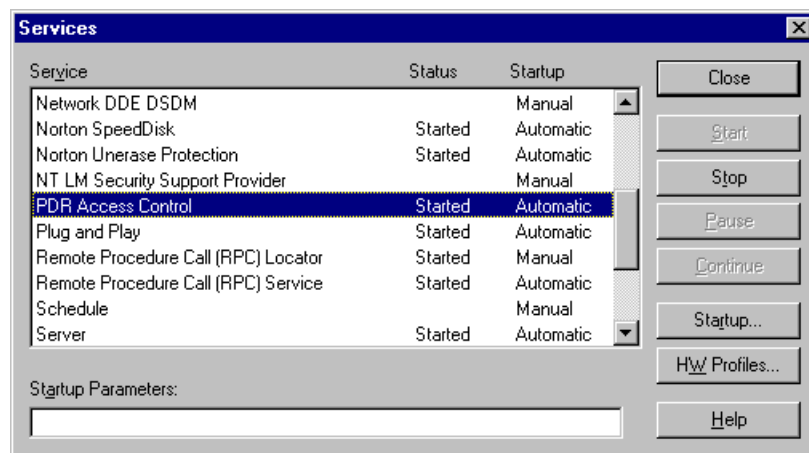 Services
Service Status Startup
Network DDE DSDM Manual
Norton SpeedDisk Started Automatic
Norton Unerase Protection Started Automatic
NT LM Security Support Provider Manual
PDR Access Control Started Automatic
Plug and Play Started Automatic
Remote Procedure Call (RPC) Locator Started Manual
Remote Procedure Call (RPC) Service Started Automatic
Schedule Manual
Server Started Automatic
Startup Parameters:
Close
Start
Stop
Pause
Continue
Startup...
HW Profiles...
Help